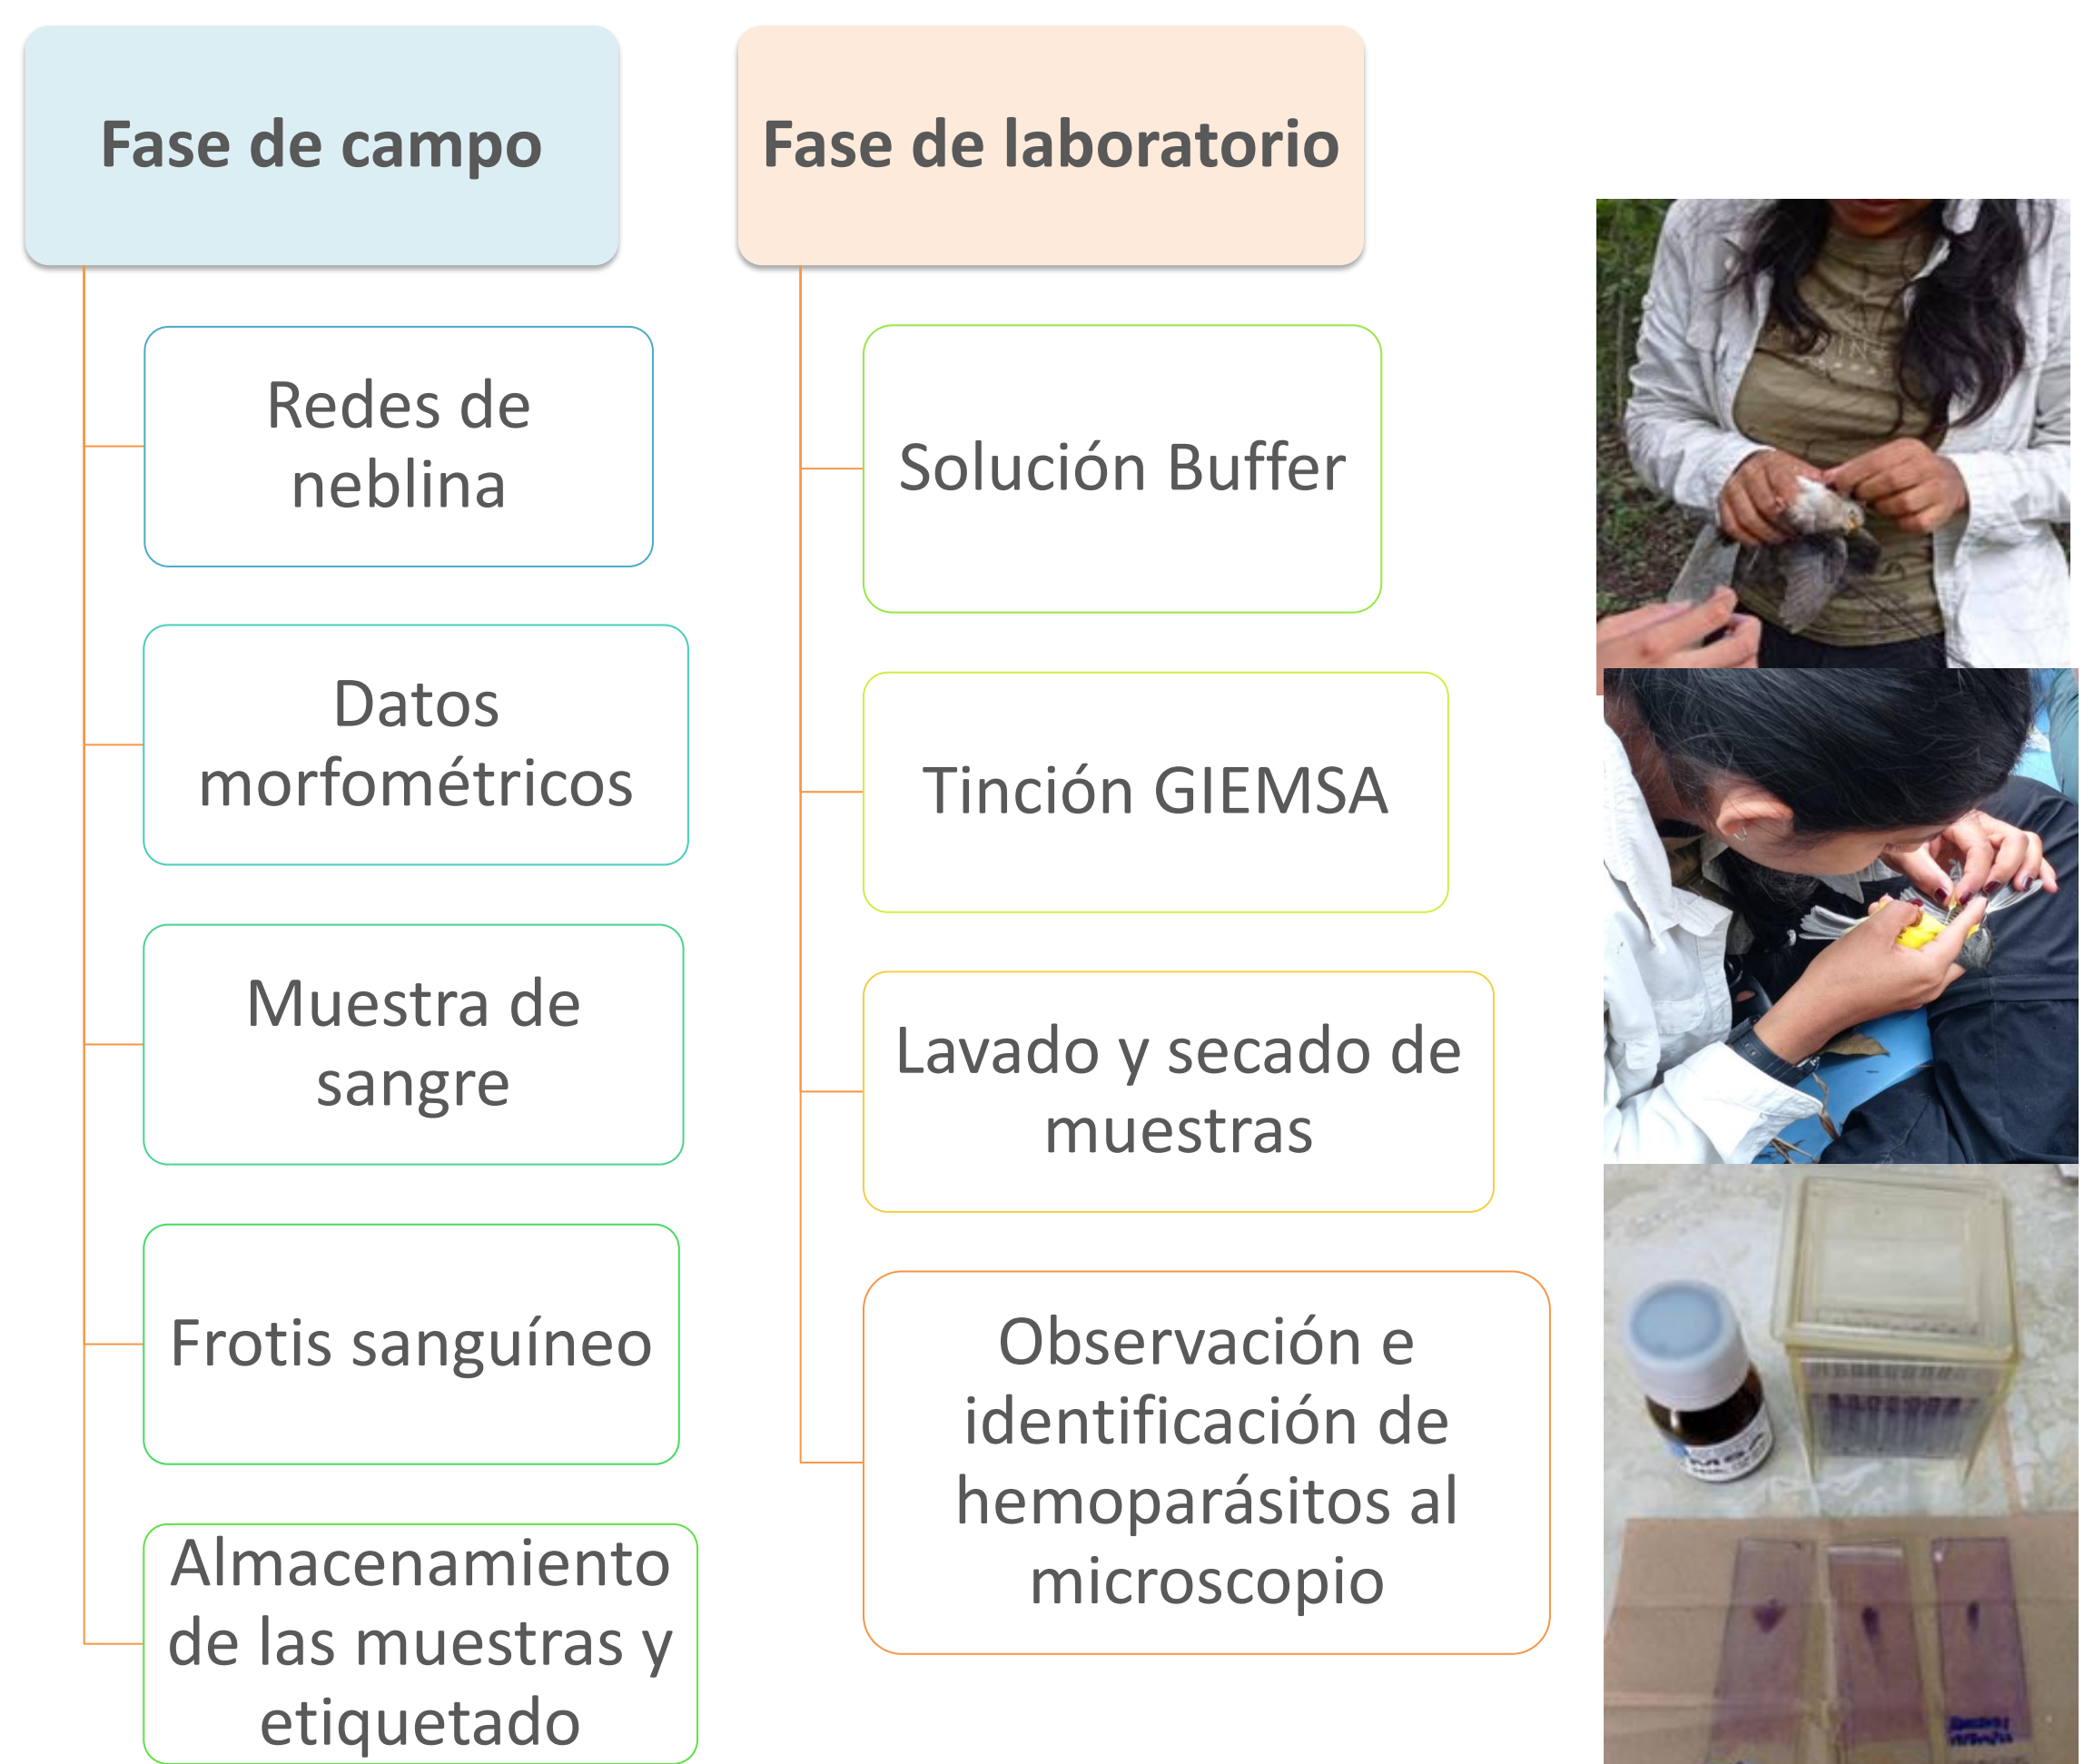 Fase de campo
Redes de
neblina
Datos
morfométricos
Muestra de
sangre
Frotis sanguíneo
Almacenamiento
de las muestras y
etiquetado
Fase de laboratorio
Solución Buffer
Tinción GIEMSA
Lavado y secado de
muestras
Observación e
identificación de
hemoparásitos al
microscopio